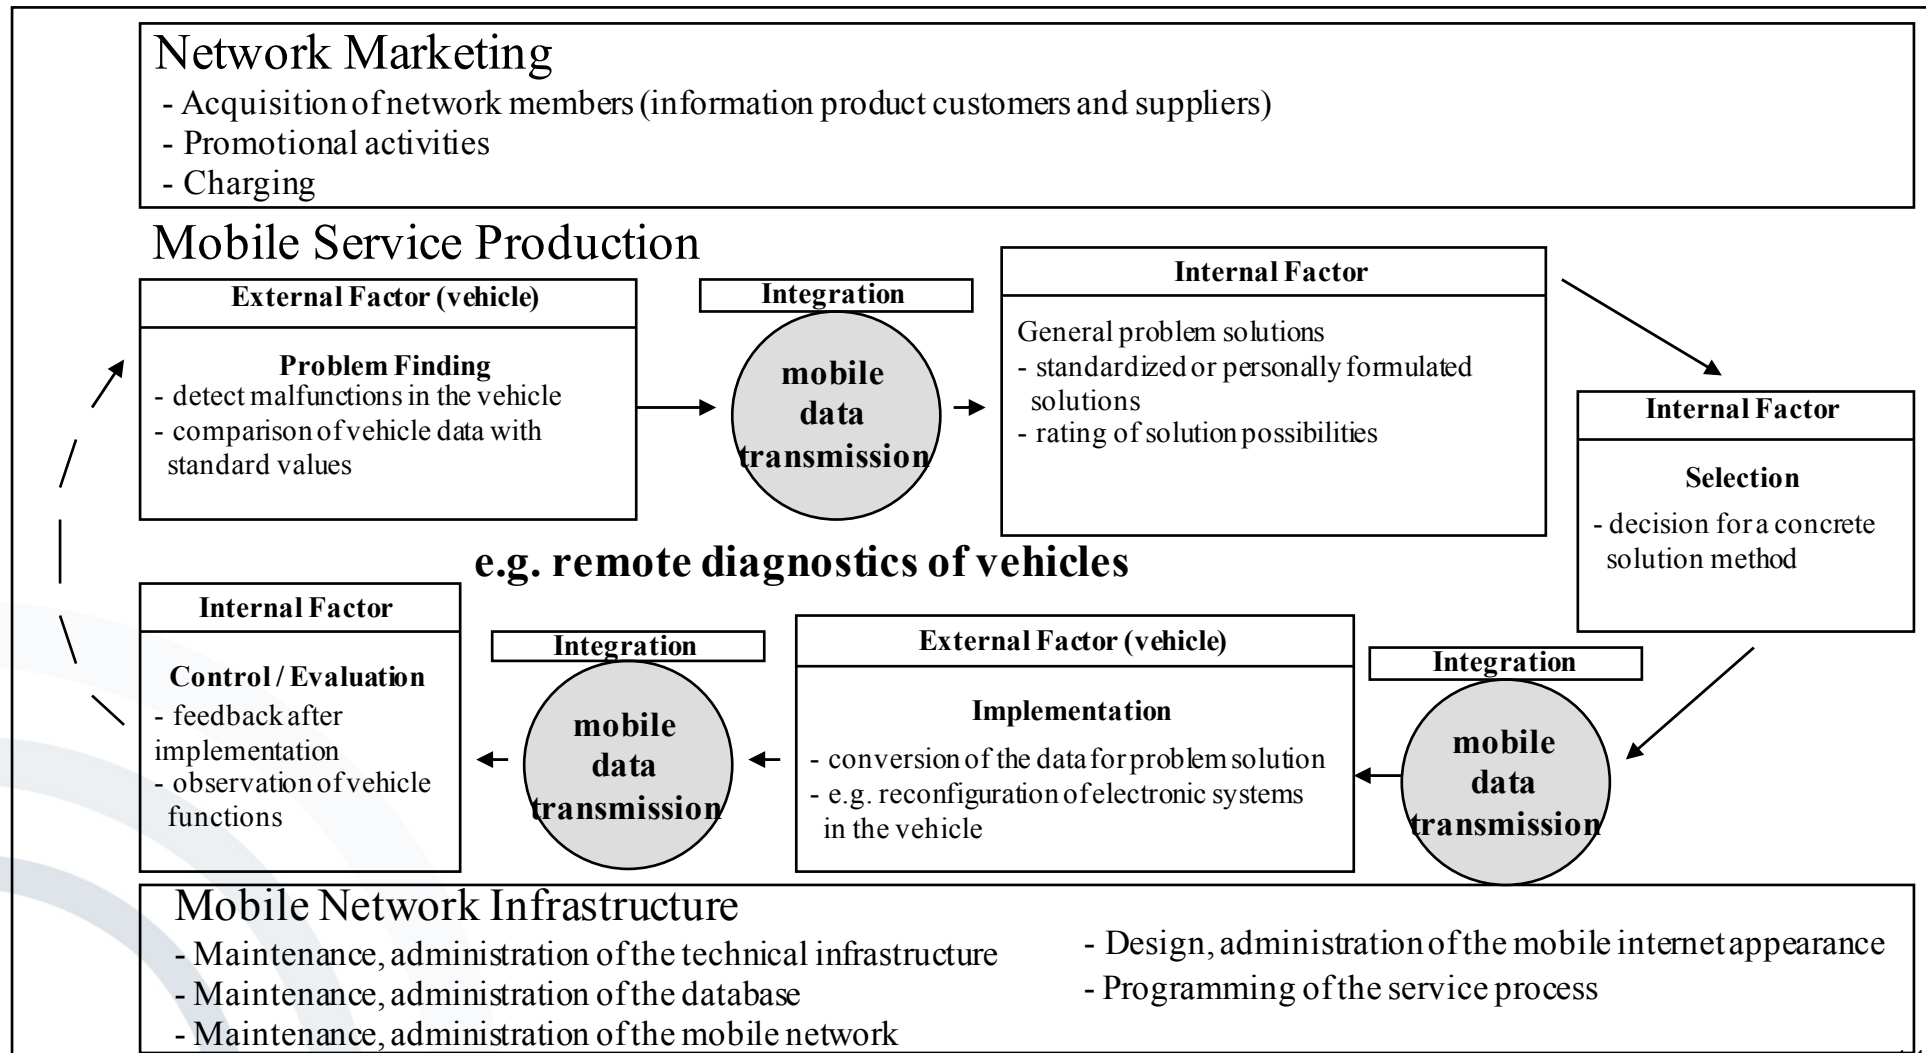 Network Marketing
- Acquisition of network members (information product customers and suppliers)
- Promotional activities
- Charging
Mobile Service Production
External Factor (vehicle)
Problem Finding
- detect malfunctions in the vehicle
- comparison of vehicle data with
standard values
Integration
mobile
data
transmission
Internal Factor
General problem solutions
- standardized or personally formulated
solutions
- rating of solution possibilities
Internal Factor
Selection
- decision for a concrete
solution method
e.g. remote diagnostics of vehicles
Internal Factor
Control / Evaluation
- feedback after
implementation
- observation of vehicle
functions
Integration
mobile
data
transmission
External Factor (vehicle)
Implementation
- conversion of the data for problem solution
- e.g. reconfiguration of electronic systems
in the vehicle
Integration
mobile
data
transmission
Mobile Network Infrastructure
- Maintenance, administration of the technical infrastructure
- Maintenance, administration of the database
- Maintenance, administration of the mobile network
- Design, administration of the mobile internet appearance
- Programming of the service process